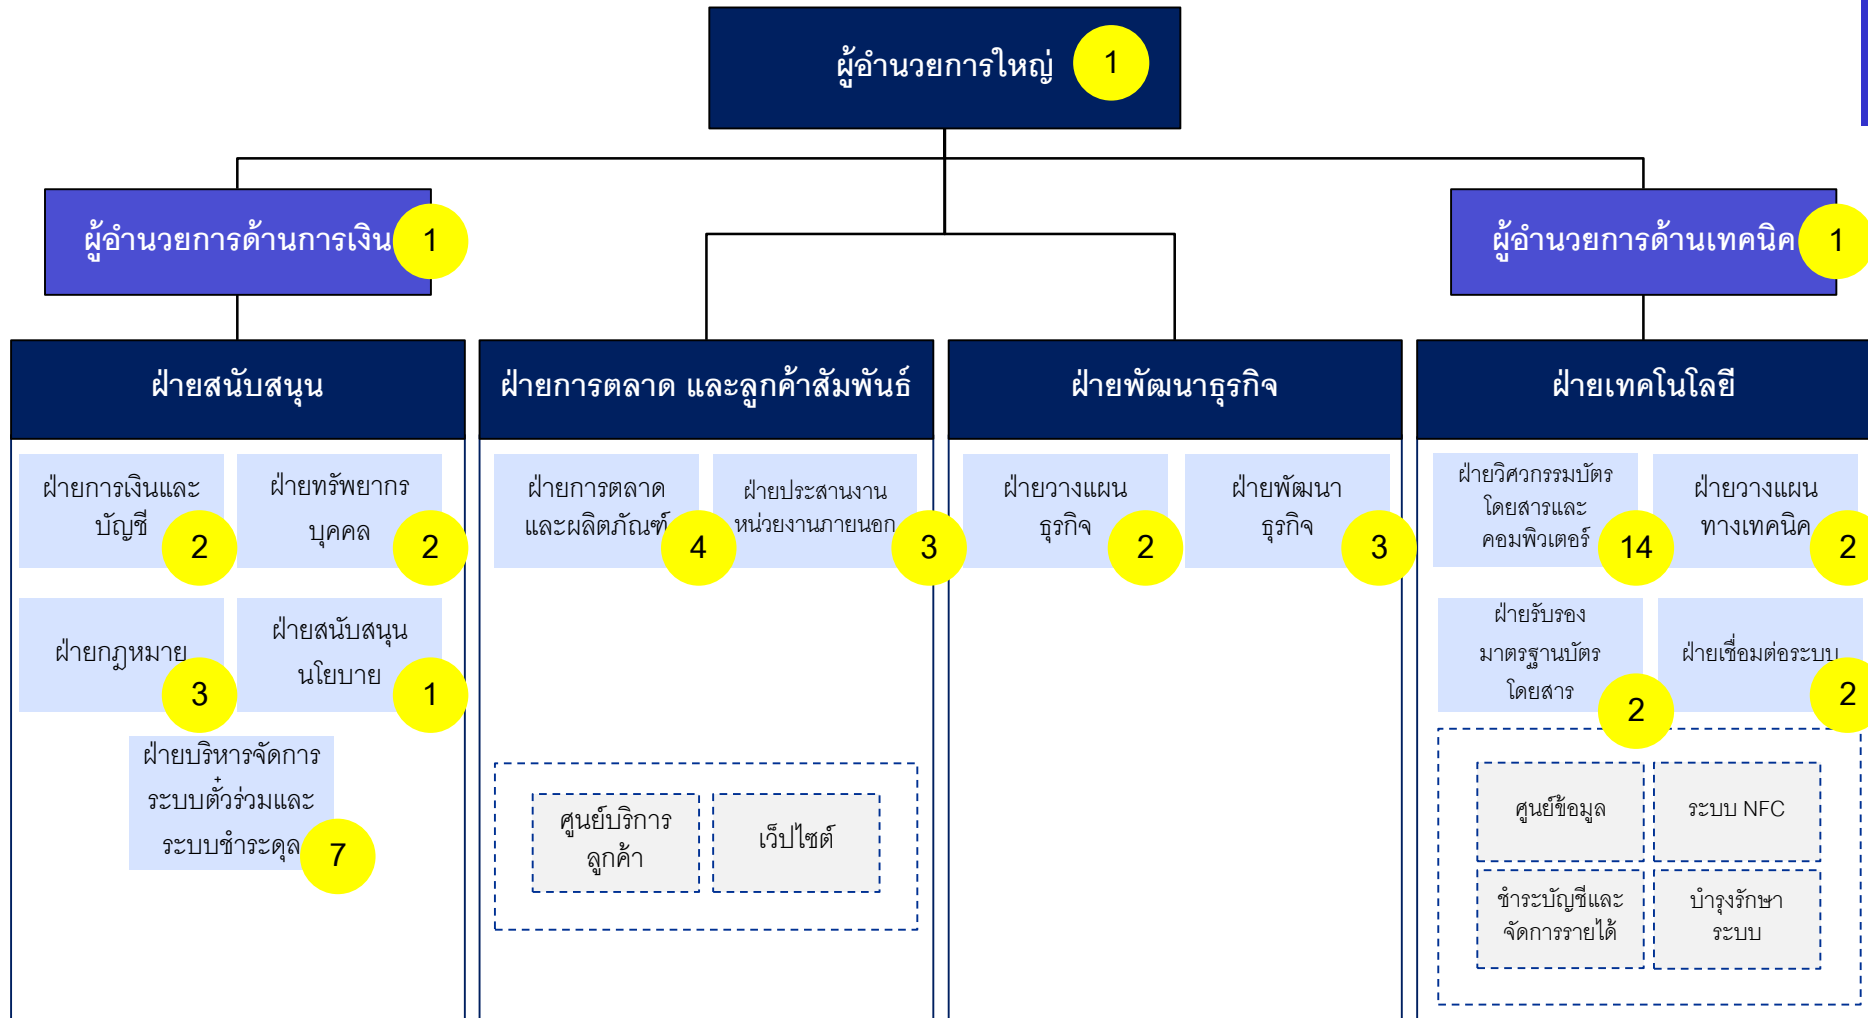 ผู้อำนวยการใหญ่ 1
ผู้อำนวยการด้านการเงิน 1
ผู้อำนวยการด้านเทคนิค 1
ฝ่ายสนับสนุน
ฝ่ายการเงินและ
บัญชี 2
ฝ่ายทรัพยากร
บุคคล 2
ฝ่ายกฎหมาย 3
ฝ่ายสนับสนุน
นโยบาย 1
ฝ่ายบริหารจัดการ
ระบบตั๋วร่วมและ
ระบบชำระดุล 7
ฝ่ายการตลาด และลูกค้าสัมพันธ์
ฝ่ายการตลาด
และผลิตภัณฑ์ 4
ฝ่ายประสานงาน
หน่วยงานภายนอก 3
ศูนย์บริการ
ลูกค้า
เว็ปไซต์
ฝ่ายพัฒนาธุรกิจ
ฝ่ายวางแผน
ธุรกิจ 2
ฝ่ายพัฒนา
ธุรกิจ 3
ฝ่ายเทคโนโลยี
ฝ่ายวิศวกรรมบัตร
โดยสารและ
คอมพิวเตอร์ 14
ฝ่ายวางแผน
ทางเทคนิค 2
ฝ่ายรับรอง
มาตรฐานบัตร
โดยสาร 2
ฝ่ายเชื่อมต่อระบบ 2
ศูนย์ข้อมูล
ระบบ NFC
ชำระบัญชีและ
จัดการรายได้
บำรุงรักษา
ระบบ